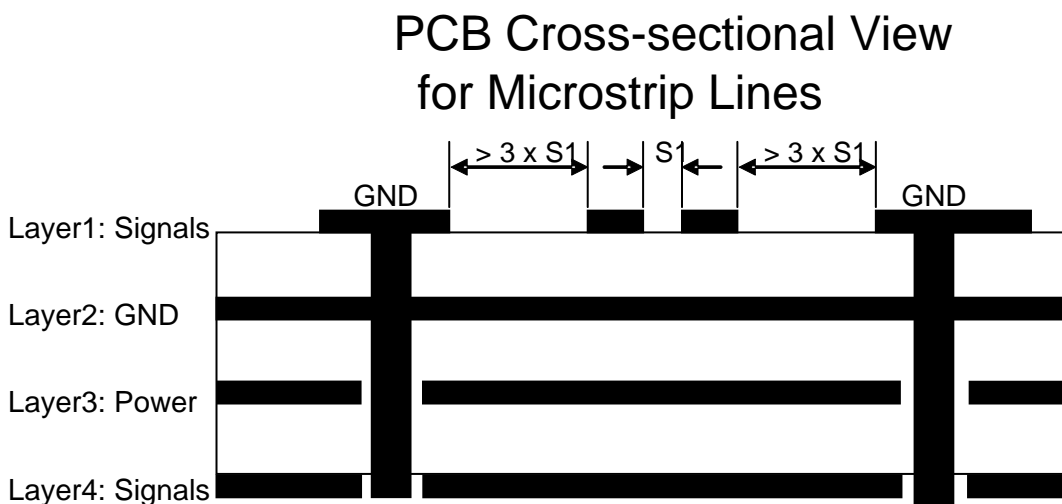 PCB Cross-sectional View
for Microstrip Lines
> 3 x S1
S1
> 3 x S1
GND
GND
Layer1: Signals
Layer2: GND
Layer3: Power
Layer4: Signals